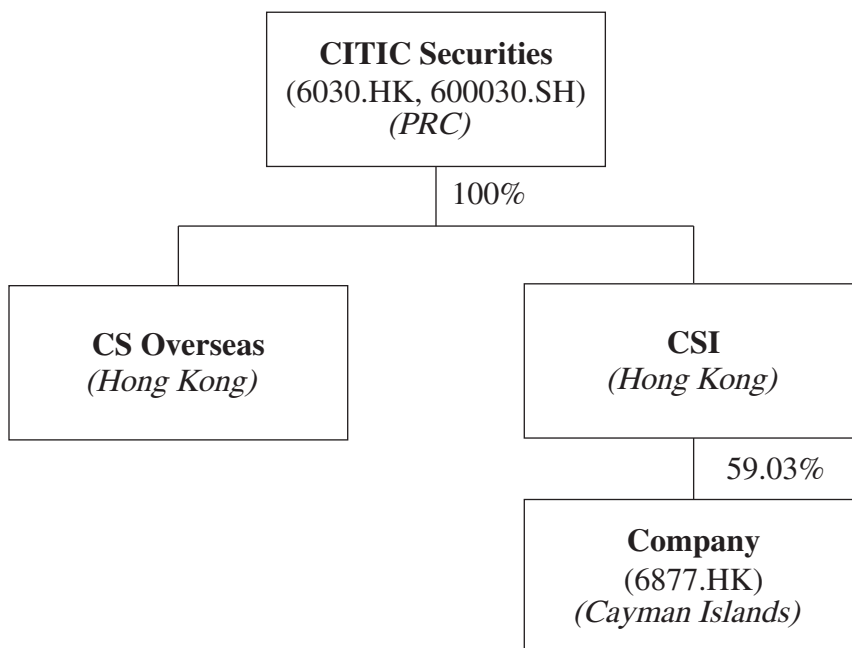 CITIC Securities
(6030.HK, 600030.SH)
(PRC)
100%
CS Overseas
(Hong Kong)
CSI
(Hong Kong)
59.03%
Company
(6877.HK)
(Cayman Islands)